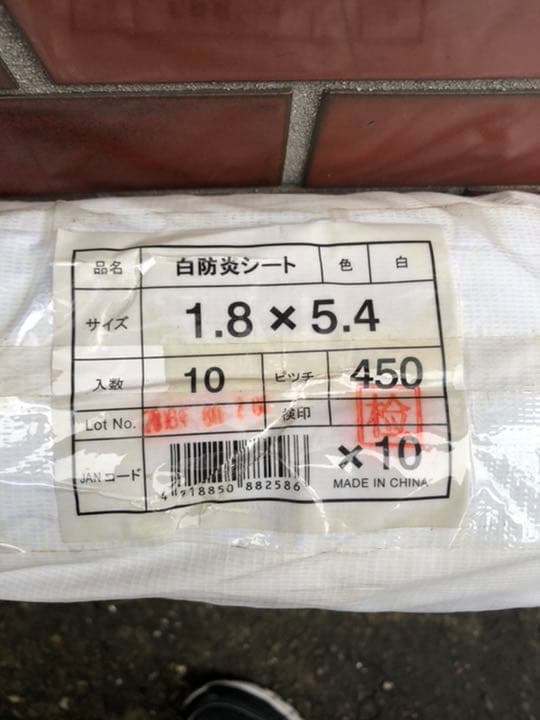 品名 白防炎シート 色 白
サイズ 1.8×5.4
入数 10 ピッチ 450
Lot No. 検印 検
JANコード ×10
4 718850 882586 MADE IN CHINA